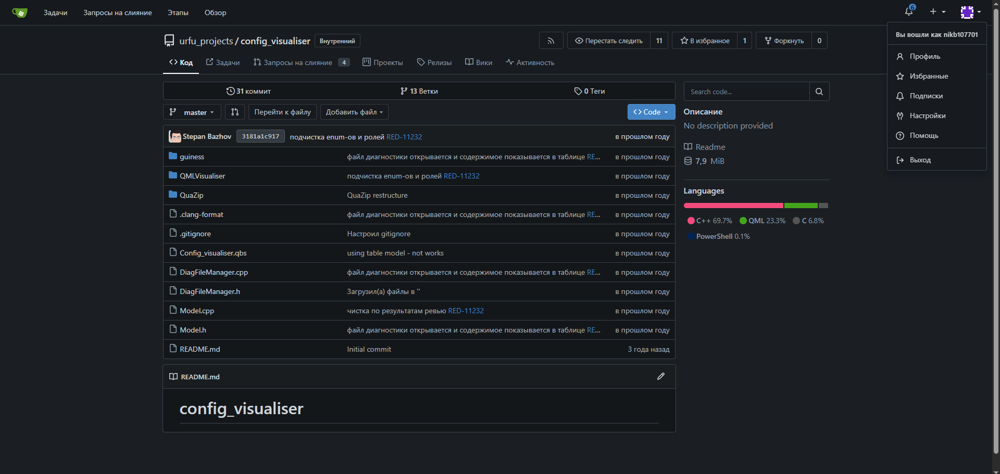 Задачи Запросы на слияние Этапы Обзор 6
Вы вошли как nikb107701
Профиль
Избранные
Подписки
Настройки
Помощь
Выход
urfu_projects / config_visualiser Внутренний Перестать следить 11 В избранное 1 Форкнуть 0
Код Задачи Запросы на слияние 4 Проекты Релизы Вики Активность
31 коммит 13 Ветки 0 Теги
master Перейти к файлу Добавить файл Code
Stepan Bazhov 3181a1c917 подчистка enum-ов и ролей RED-11232 в прошлом году
guiness файл диагностики открывается и содержимое показывается в таблице RE... в прошлом году
QMLVisualiser подчистка enum-ов и ролей RED-11232 в прошлом году
QuaZip QuaZip restructure в прошлом году
.clang-format файл диагностики открывается и содержимое показывается в таблице RE... в прошлом году
.gitignore Настроил gitignore в прошлом году
Config_visualiser.qbs using table model - not works в прошлом году
DiagFileManager.cpp файл диагностики открывается и содержимое показывается в таблице RE... в прошлом году
DiagFileManager.h Загрузил(а) файлы в '' в прошлом году
Model.cpp чистка по результатам ревью RED-11232 в прошлом году
Model.h файл диагностики открывается и содержимое показывается в таблице RE... в прошлом году
README.md Initial commit 3 года назад
README.md
config_visualiser
Search code...
Описание
No description provided
Readme
7,9 MiB
Languages
C++ 69.7% QML 23.3% C 6.8%
PowerShell 0.1%